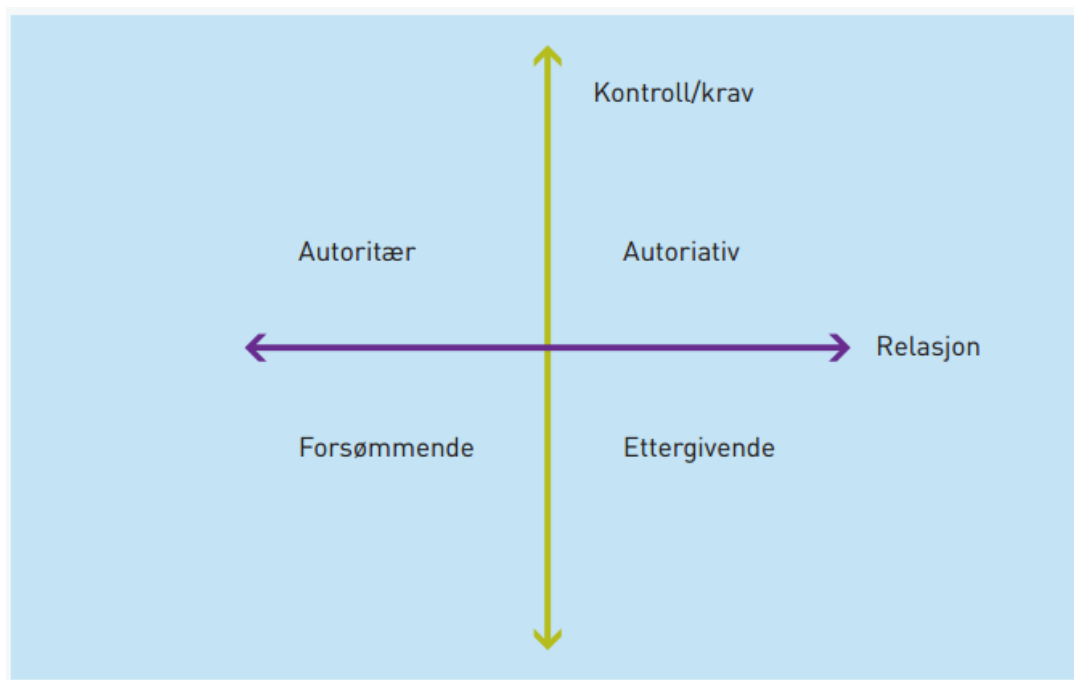 Kontroll/krav
Autoritær
Autoriativ
Relasjon
Forsømmende
Ettergivende